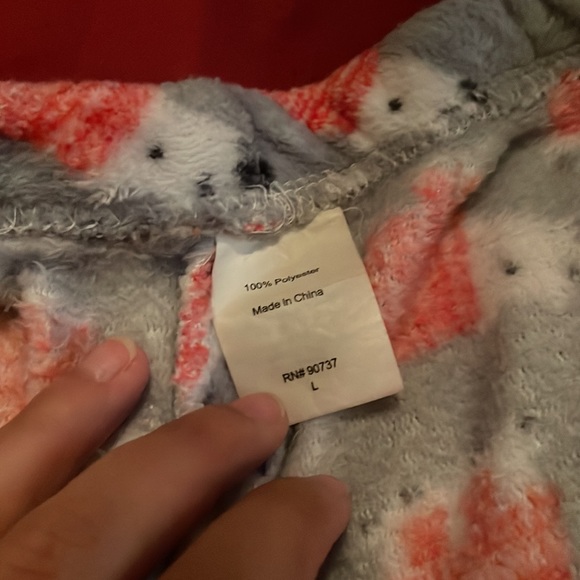 100% Polyester
Made in China
RN# 90737
L